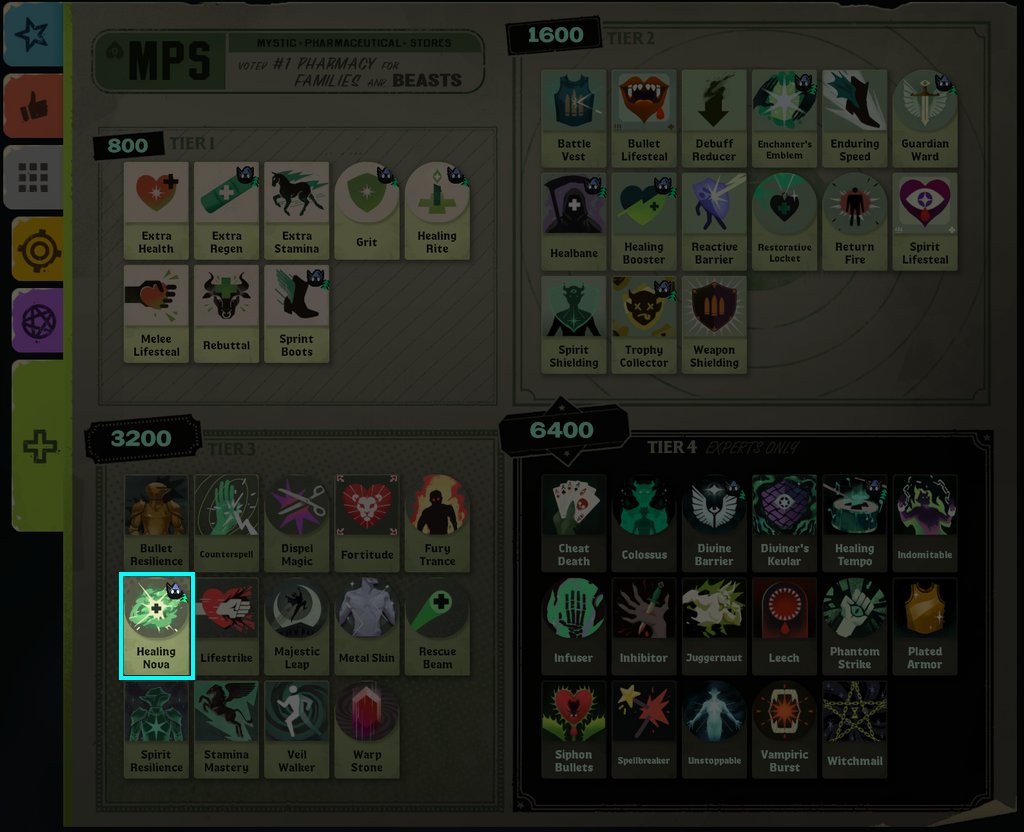 MPS
MYSTIC • PHARMACEUTICAL • STORES
VOTED #1 PHARMACY FOR
FAMILIES AND BEASTS
800
TIER 1
Extra
Health
Extra
Regen
Extra
Stamina
Grit
Healing
Rite
Melee
Lifesteal
Rebuttal
Sprint
Boots
1600
TIER 2
Battle
Vest
Bullet
Lifesteal
Debuff
Reducer
Enchanter's
Emblem
Enduring
Speed
Guardian
Ward
Healbane
Healing
Booster
Reactive
Barrier
Restorative
Locket
Return
Fire
Spirit
Lifesteal
Spirit
Shielding
Trophy
Collector
Weapon
Shielding
3200
TIER 3
Bullet
Resilience
Counterspell
Dispel
Magic
Fortitude
Fury
Trance
Healing
Nova
Lifestrike
Majestic
Leap
Metal Skin
Rescue
Beam
Spirit
Resilience
Stamina
Mastery
Veil
Walker
Warp
Stone
6400
TIER 4 EXPERTS ONLY
Cheat
Death
Colossus
Divine
Barrier
Diviner's
Kevlar
Healing
Tempo
Indomitable
Infuser
Inhibitor
Juggernaut
Leech
Phantom
Strike
Plated
Armor
Siphon
Bullets
Spellbreaker
Unstoppable
Vampiric
Burst
Witchmail